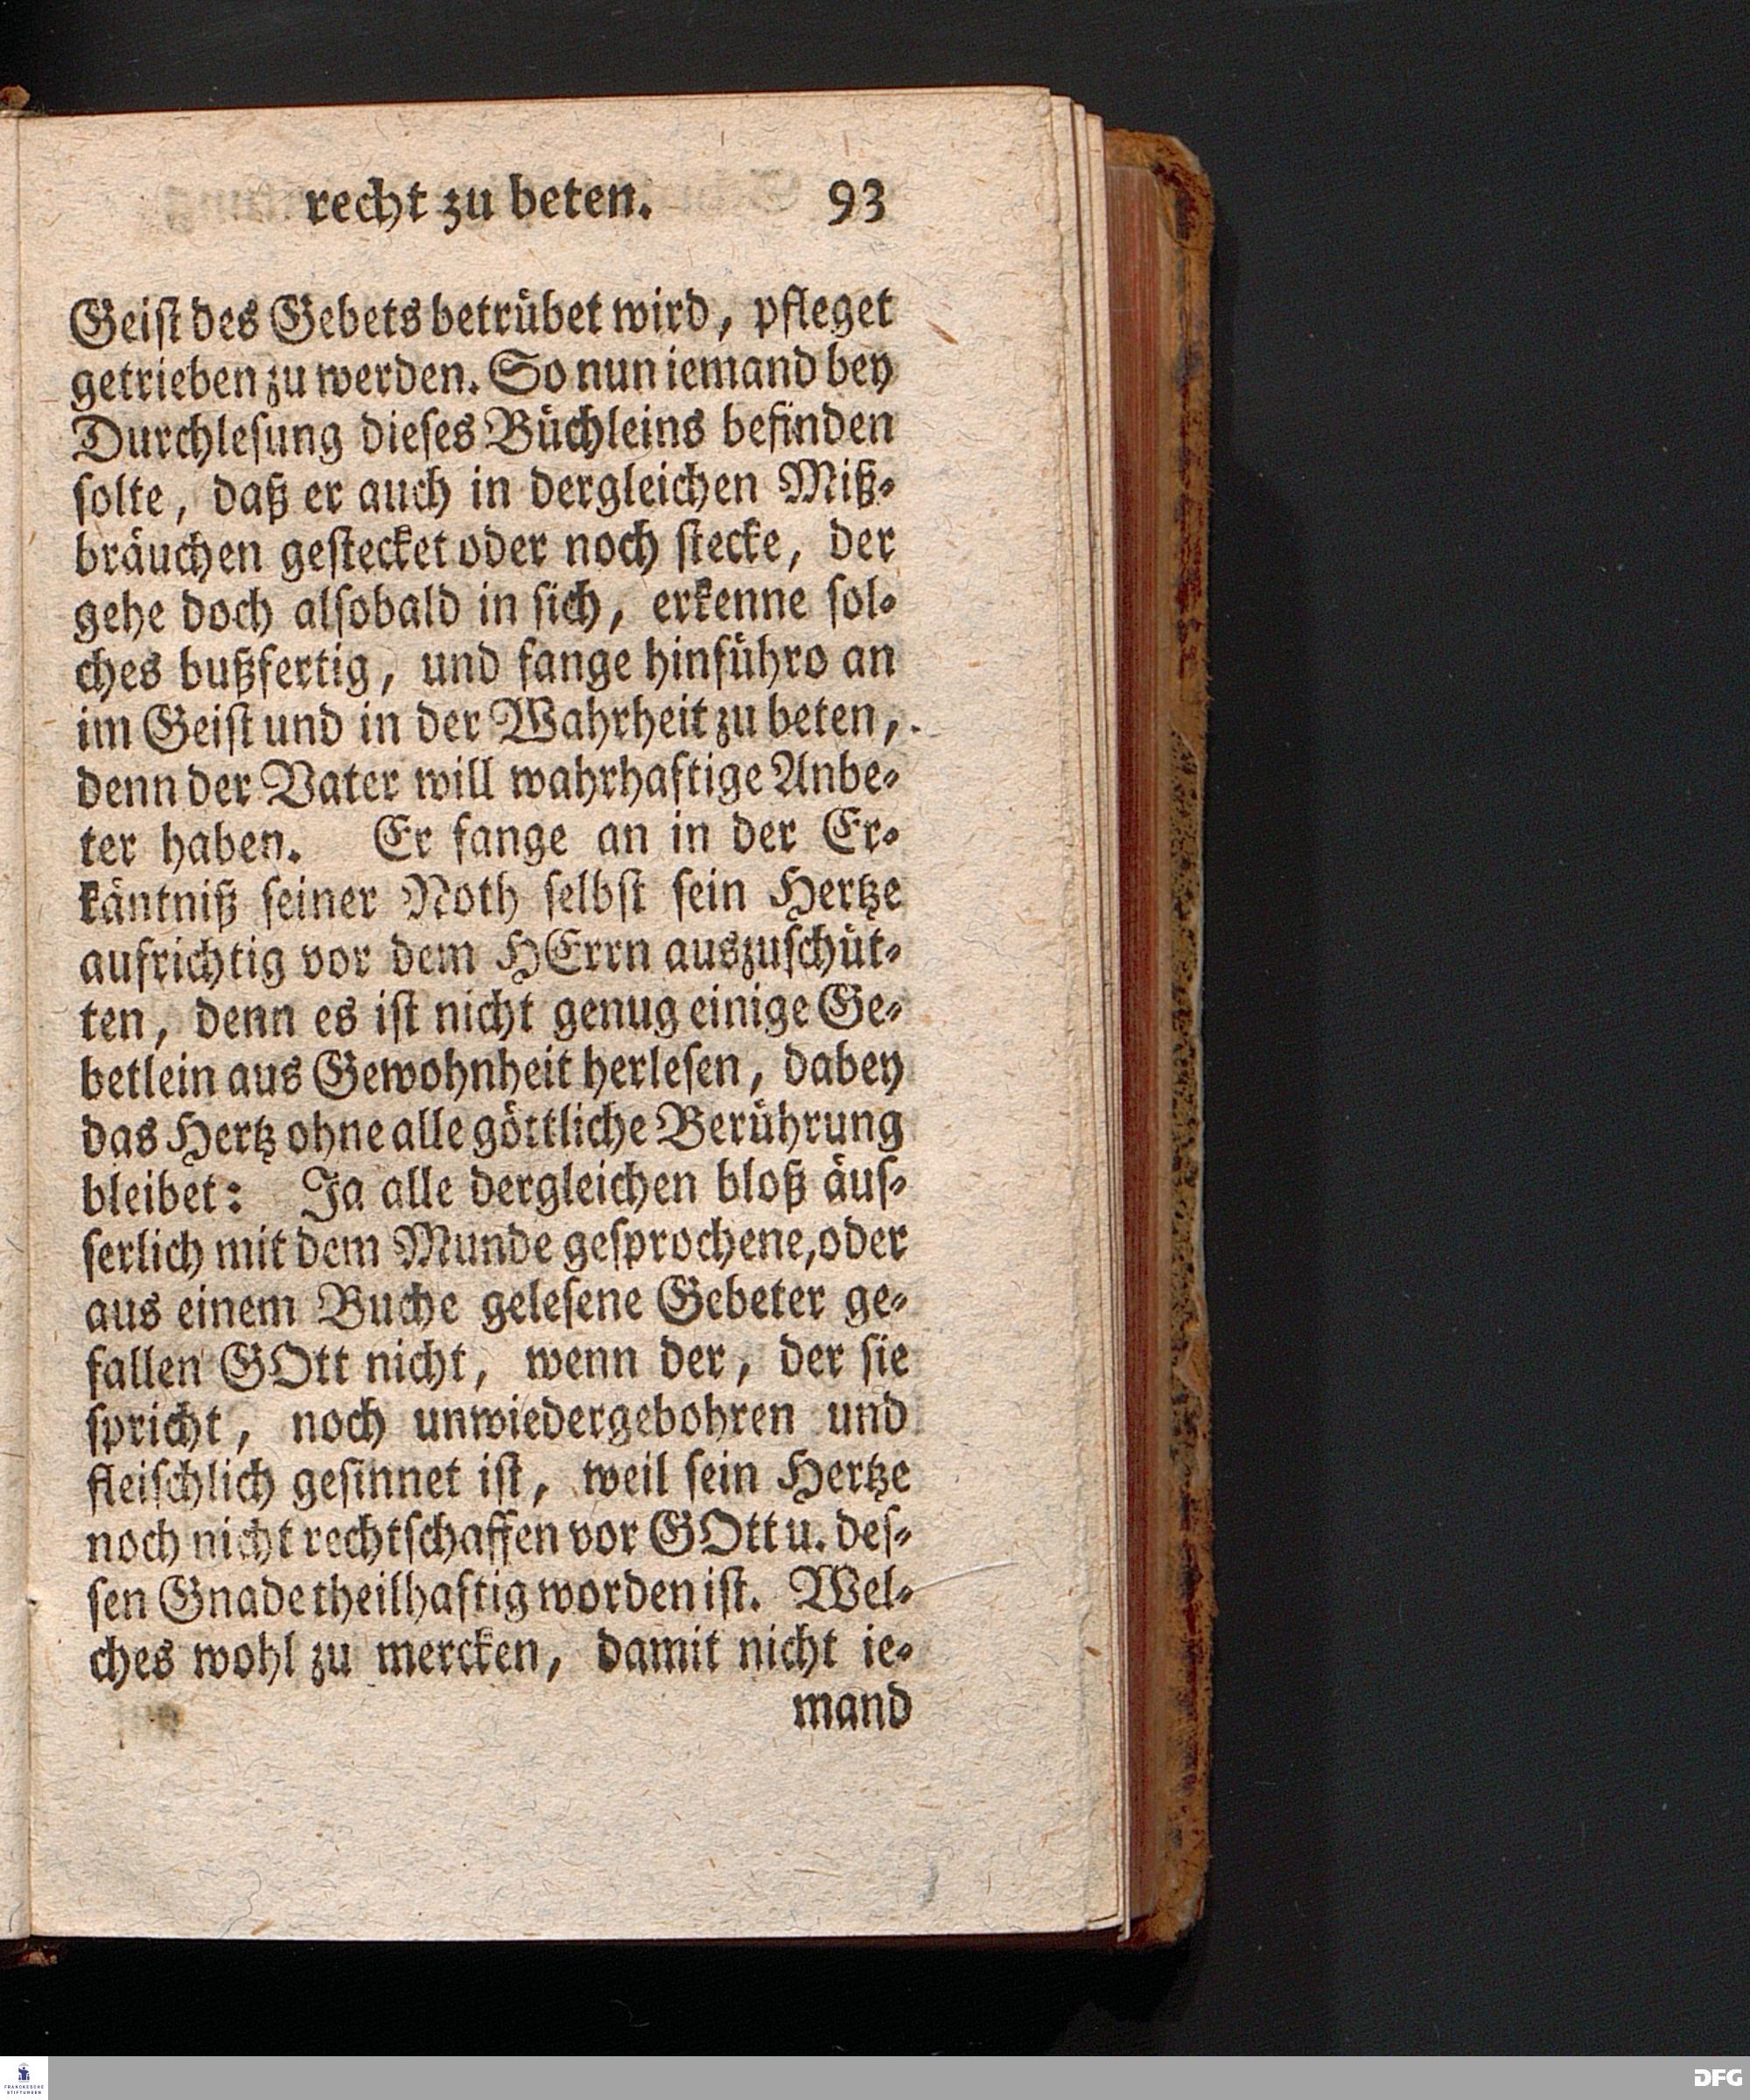 recht zu beten. 93
Geiſt des Gebets betrübet wird, pfleget
getrieben zu werden. So nun iemand bey
Durchleſung dieſes Büchleins befinden
ſolte, daß er auch in dergleichen Miß-
bräuchen geſtecket oder noch ſtecke, der
gehe doch alſobald in ſich, erkenne ſol-
ches bußfertig, und fange hinführo an
im Geiſt und in der Wahrheit zu beten,
denn der Vater will wahrhaftige Anbe-
ter haben. Er fange an in der Er-
käntniß ſeiner Noth ſelbſt ſein Hertze
aufrichtig vor dem HErrn auszuſchüt-
ten, denn es iſt nicht genug einige Ge-
betlein aus Gewohnheit herleſen, dabey
das Hertz ohne alle göttliche Berührung
bleibet: Ja alle dergleichen bloß äuſ-
ſerlich mit dem Munde geſprochene, oder
aus einem Buche geleſene Gebeter ge-
fallen GOtt nicht, wenn der, der ſie
ſpricht, noch unwiedergebohren und
fleiſchlich geſinnet iſt, weil ſein Hertze
noch nicht rechtſchaffen vor GOtt u. deſ-
ſen Gnade theilhaftig worden iſt. Wel-
ches wohl zu mercken, damit nicht ie-
mand
FRANCKESCHE
STIFTUNGEN
DFG